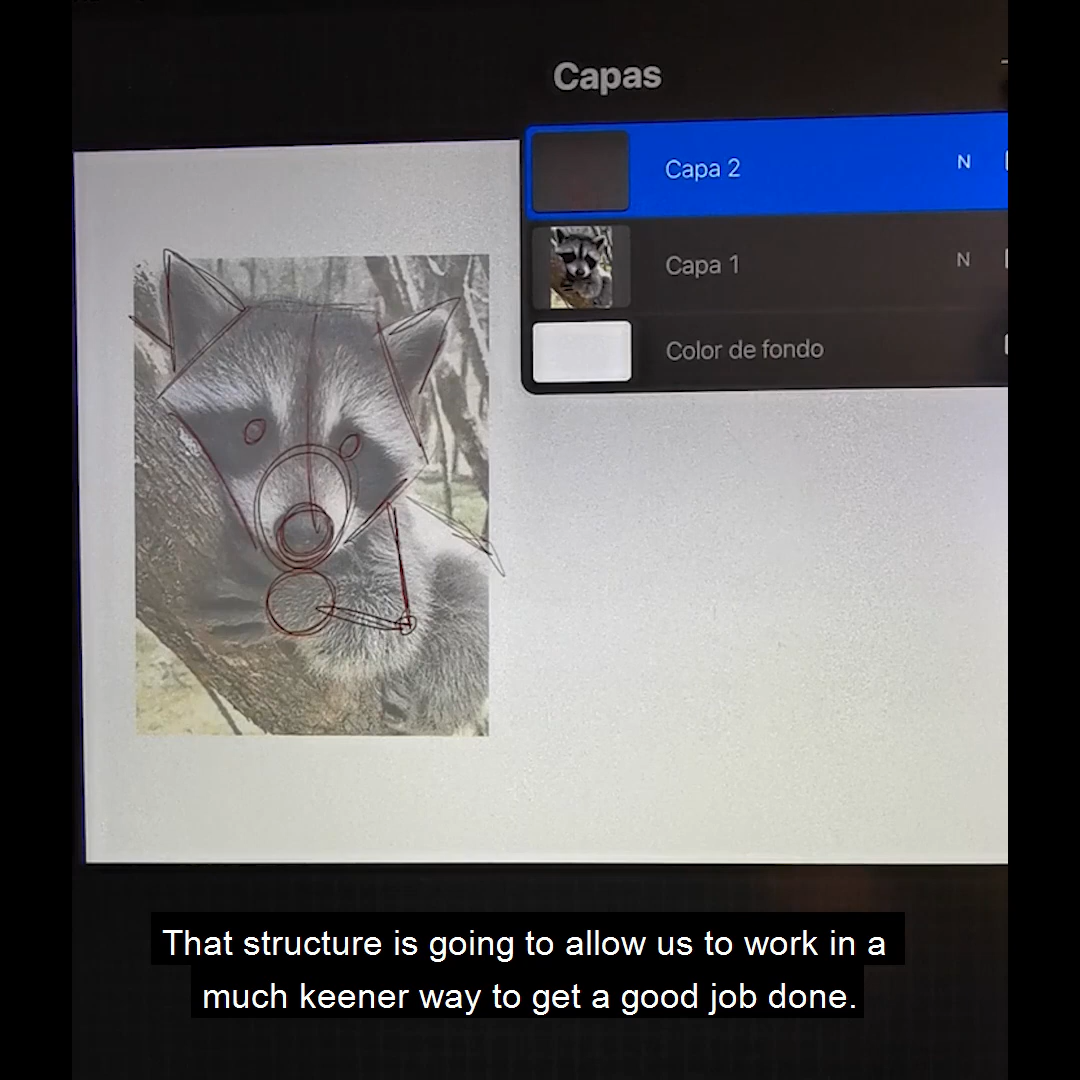 Capas
Capa 2
N
Capa 1
N
Color de fondo
That structure is going to allow us to work in a
much keener way to get a good job done.